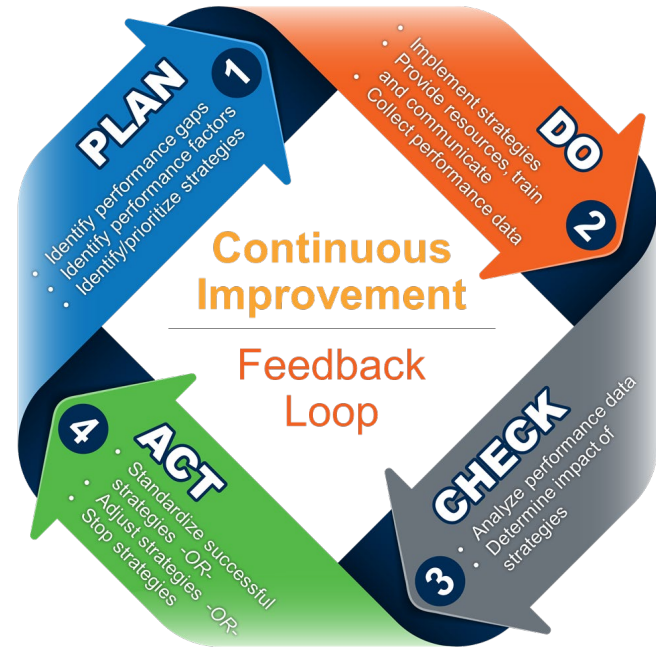 PLAN
1
• Identify performance gaps
• Identify performance factors
• Identify/prioritize strategies
DO
2
• Implement strategies
• Provide resources, train
and communicate
• Collect performance data
CHECK
3
• Analyze performance data
• Determine impact of
strategies
ACT
4
• Standardize successful
strategies -OR-
• Adjust strategies -OR-
• Stop strategies
Continuous
Improvement
Feedback
Loop